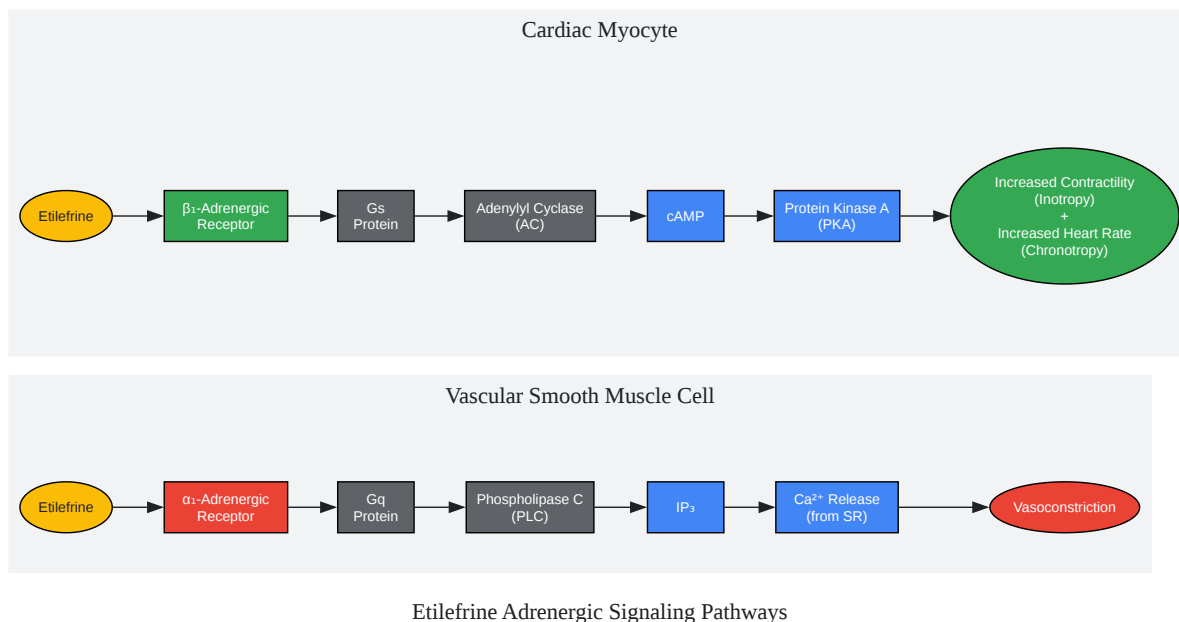 Cardiac Myocyte
Etilefrine
β₁-Adrenergic
Receptor
Gs
Protein
Adenylyl Cyclase
(AC)
cAMP
Protein Kinase A
(PKA)
Increased Contractility
(Inotropy)
+
Increased Heart Rate
(Chronotropy)
Vascular Smooth Muscle Cell
Etilefrine
α₁-Adrenergic
Receptor
Gq
Protein
Phospholipase C
(PLC)
IP₃
Ca²⁺ Release
(from SR)
Vasoconstriction
Etilefrine Adrenergic Signaling Pathways